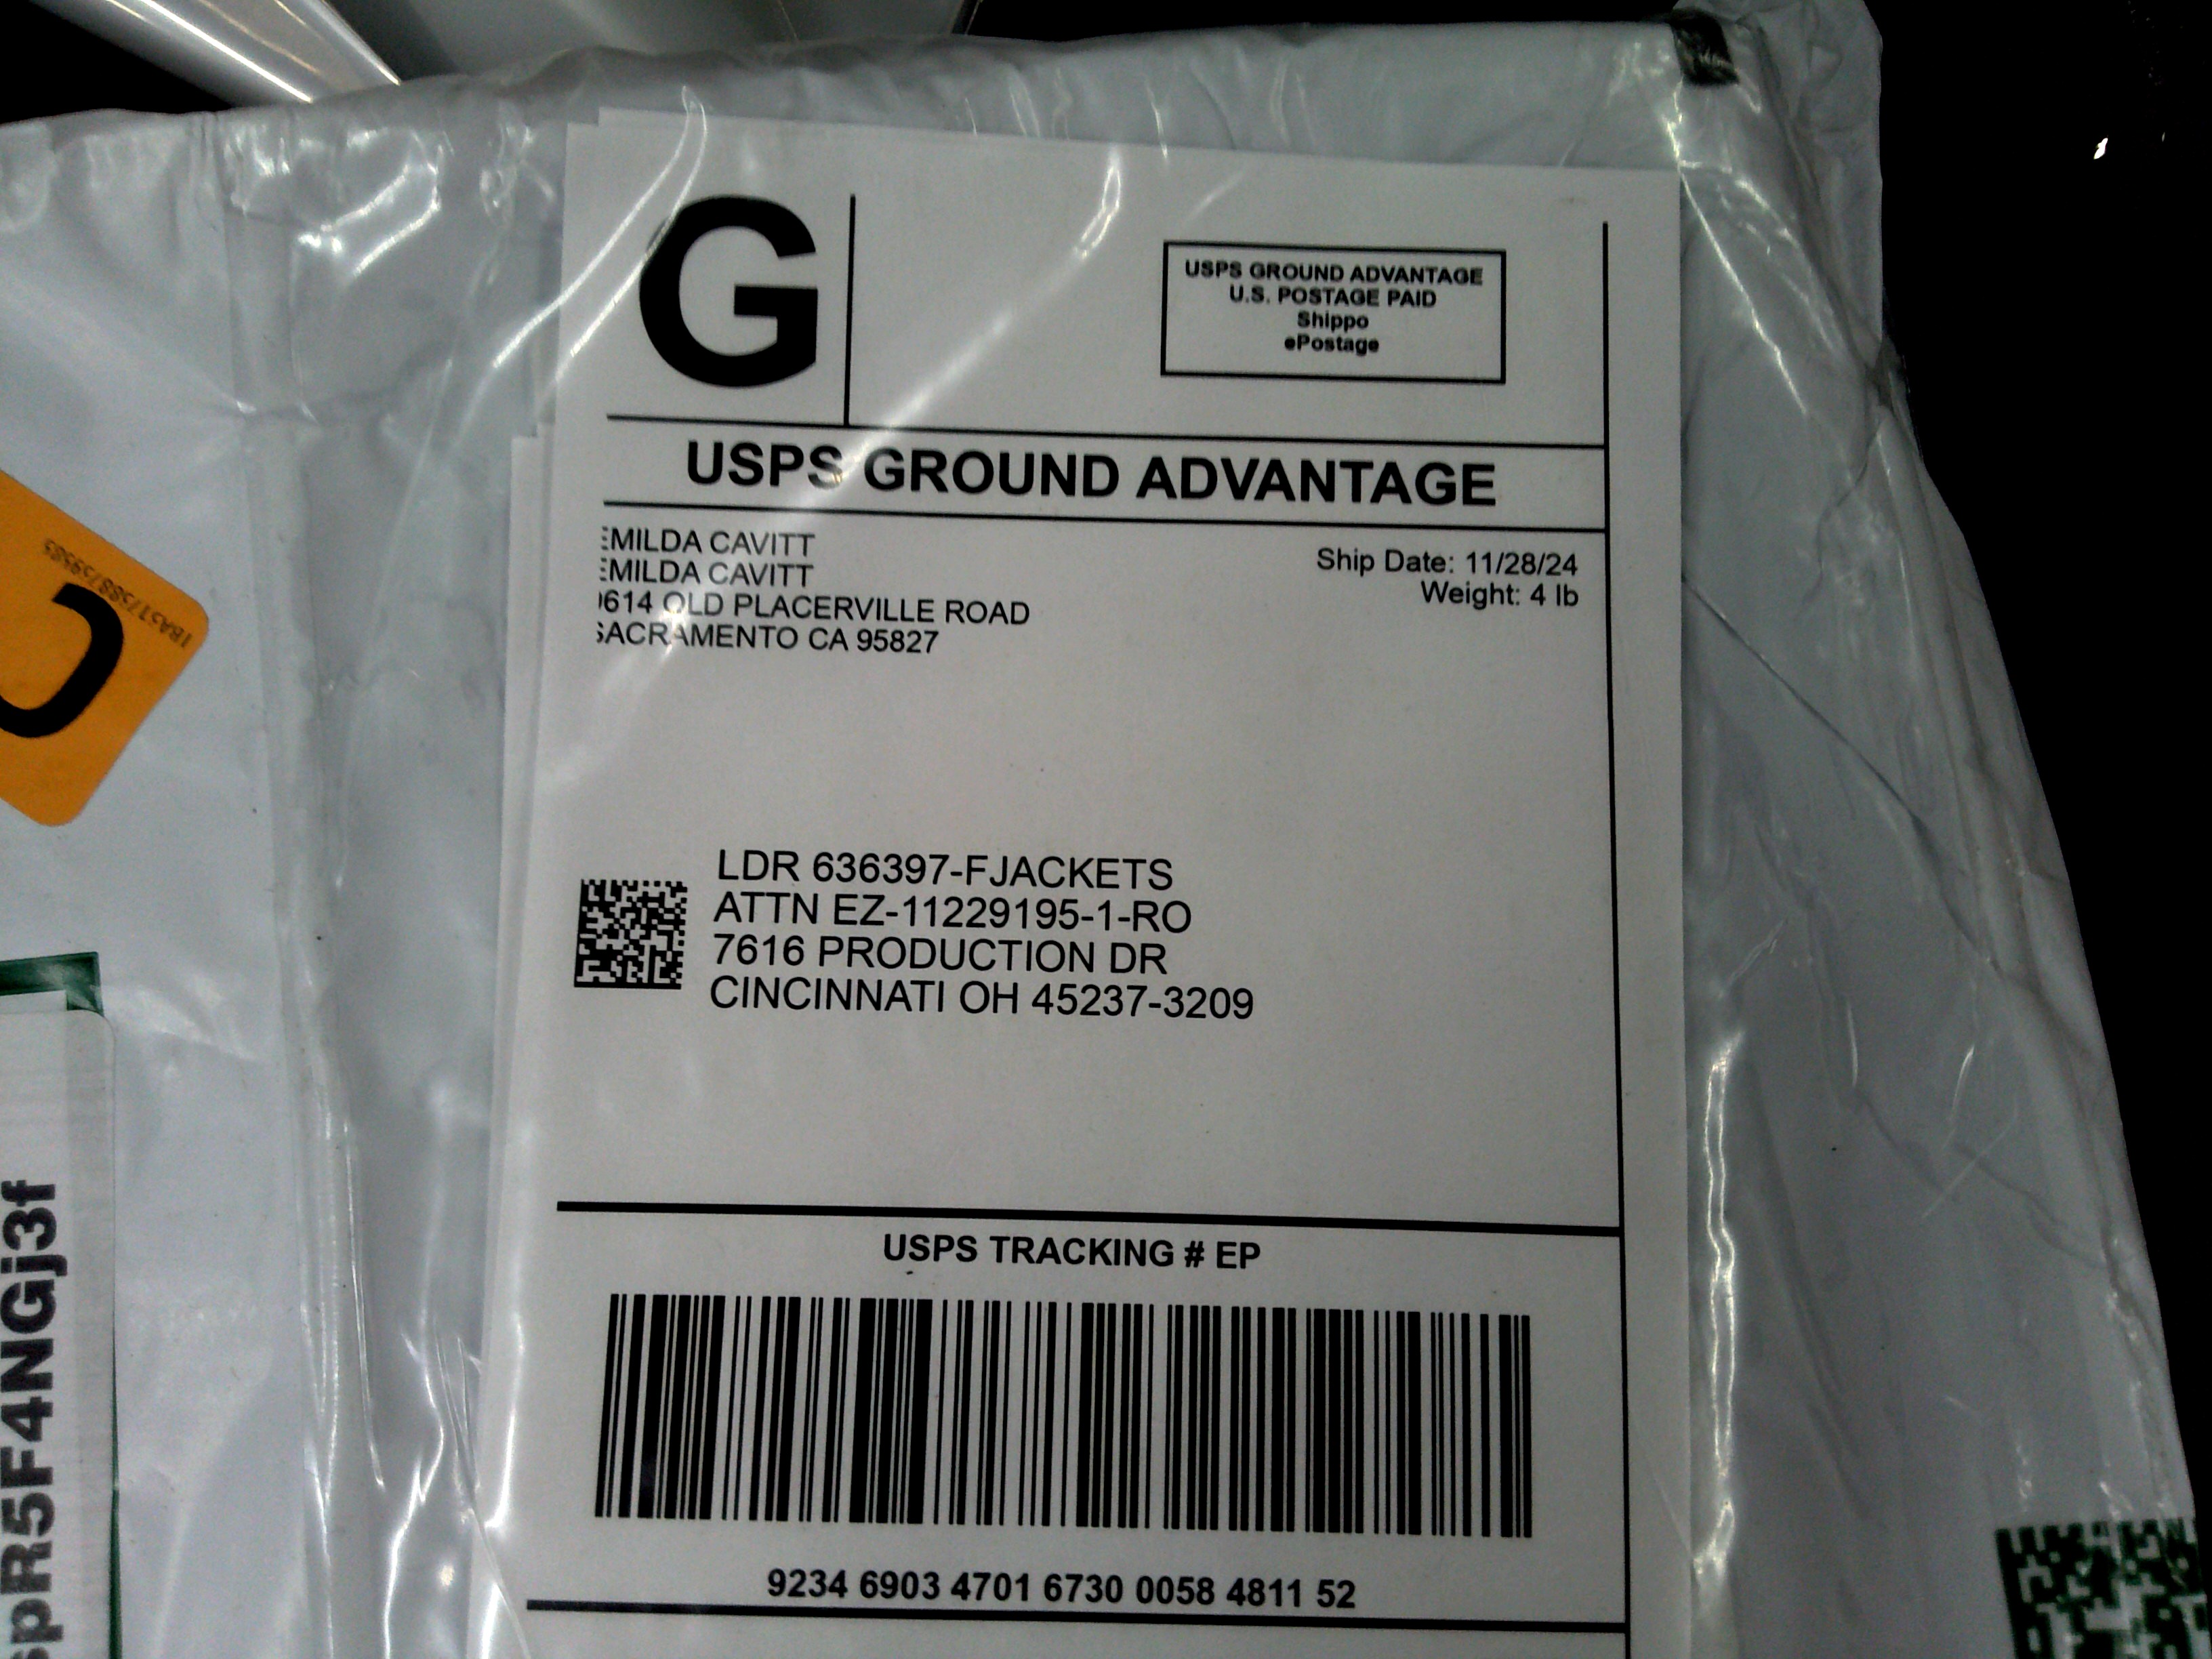 G
USPS GROUND ADVANTAGE
U.S. POSTAGE PAID
Shippo
ePostage
USPS GROUND ADVANTAGE
EMILDA CAVITT
EMILDA CAVITT
614 OLD PLACERVILLE ROAD
SACRAMENTO CA 95827
Ship Date: 11/28/24
Weight: 4 lb
LDR 636397-FJACKETS
ATTN EZ-11229195-1-RO
7616 PRODUCTION DR
CINCINNATI OH 45237-3209
USPS TRACKING # EP
9234 6903 4701 6730 0058 4811 52
C
spR5F4NGj3f